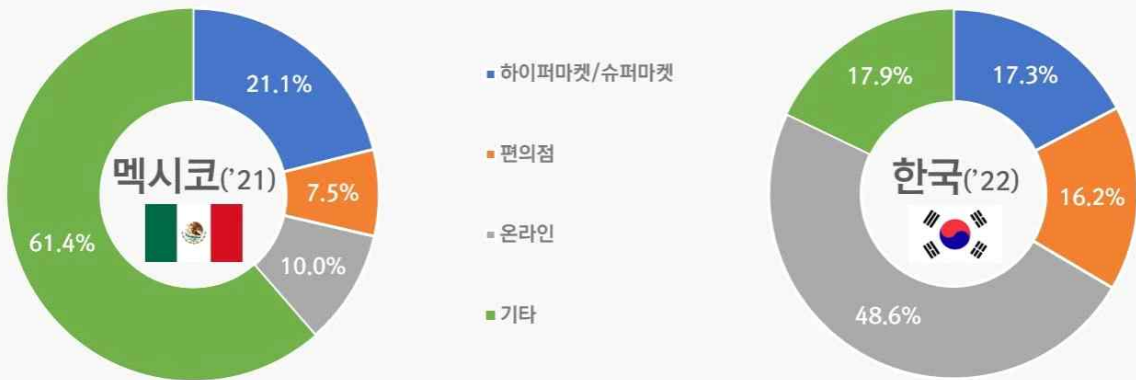 21.1%
7.5%
10.0%
61.4%
멕시코('21)
하이퍼마켓/슈퍼마켓
편의점
온라인
기타
17.3%
16.2%
48.6%
17.9%
한국('22)